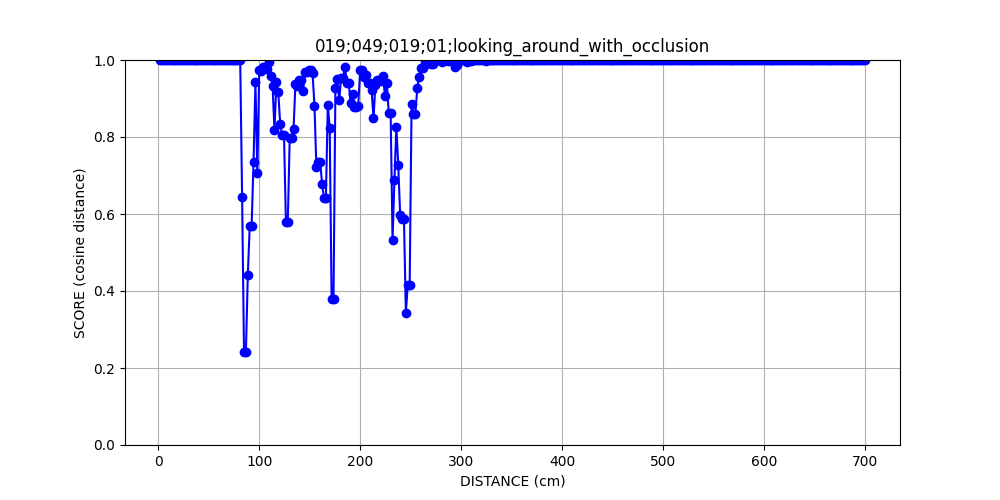 019;049;019;01;looking_around_with_occlusion
1.0
0.8
0.6
0.4
0.2
0.0
SCORE (cosine distance)
0 100 200 300 400 500 600 700
DISTANCE (cm)